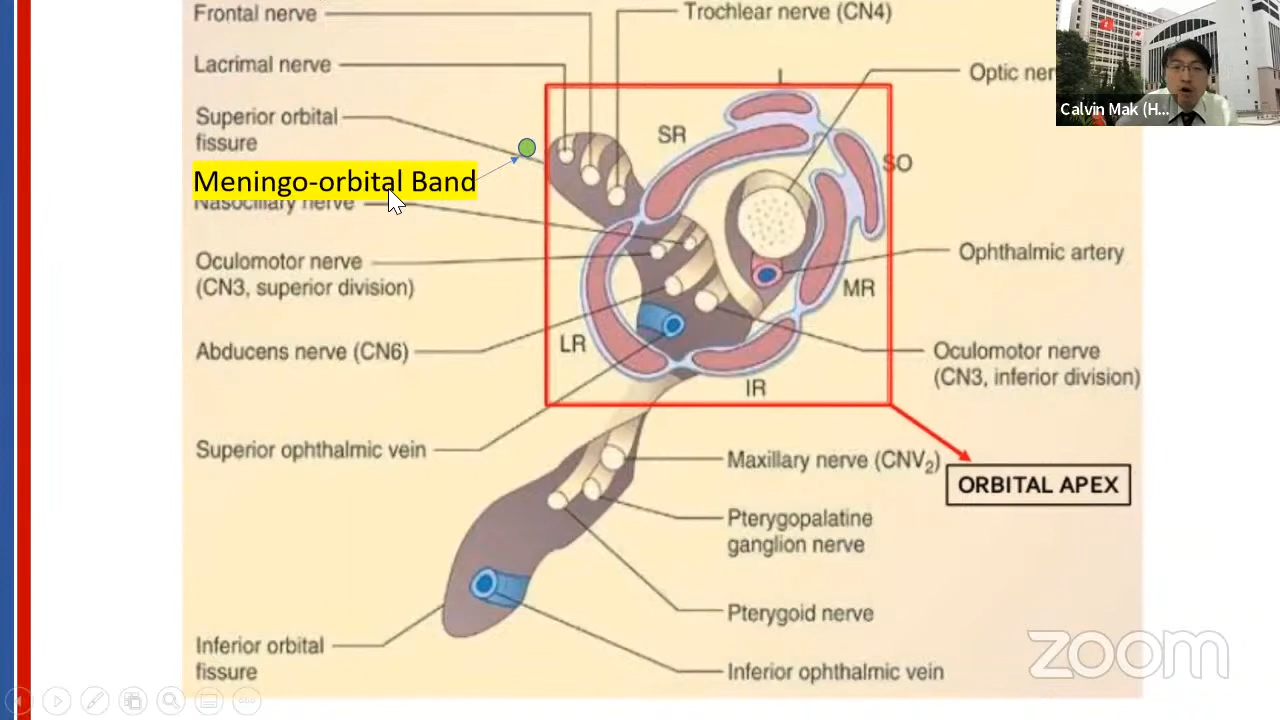 Frontal nerve
Trochlear nerve (CN4)
Lacrimal nerve
Optic ner
Calvin Mak (H...
Superior orbital
fissure
SR
SO
Meningo-orbital Band
Nasociliary nerve
Oculomotor nerve
(CN3, superior division)
Ophthalmic artery
MR
LR
Abducens nerve (CN6)
Oculomotor nerve
(CN3, inferior division)
IR
Superior ophthalmic vein
Maxillary nerve (CNV2)
ORBITAL APEX
Pterygopalatine
ganglion nerve
Pterygoid nerve
Inferior orbital
fissure
Inferior ophthalmic vein
zoom